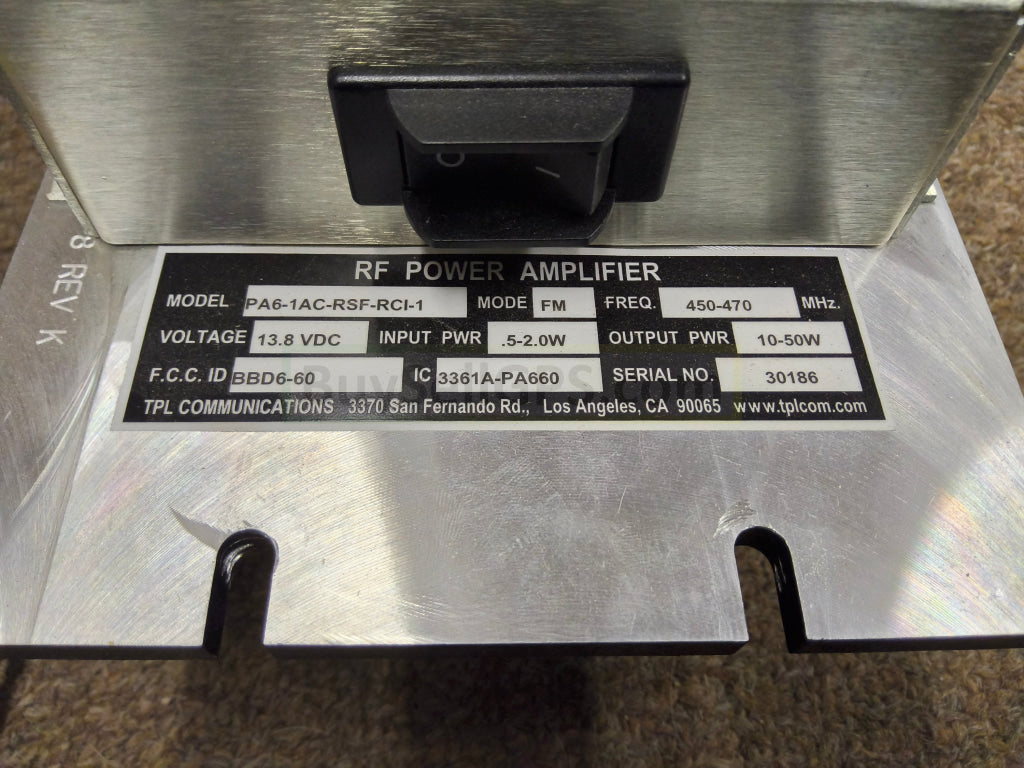 O —
8 REV K
RF POWER AMPLIFIER
MODEL PA6-1AC-RSF-RCI-1 MODE FM FREQ. 450-470 MHz.
VOLTAGE 13.8 VDC INPUT PWR .5-2.0W OUTPUT PWR 10-50W
F.C.C. ID BBD6-60 IC 3361A-PA660 SERIAL NO. 30186
BuysellGPS.com
TPL COMMUNICATIONS 3370 San Fernando Rd., Los Angeles, CA 90065 www.tplcom.com